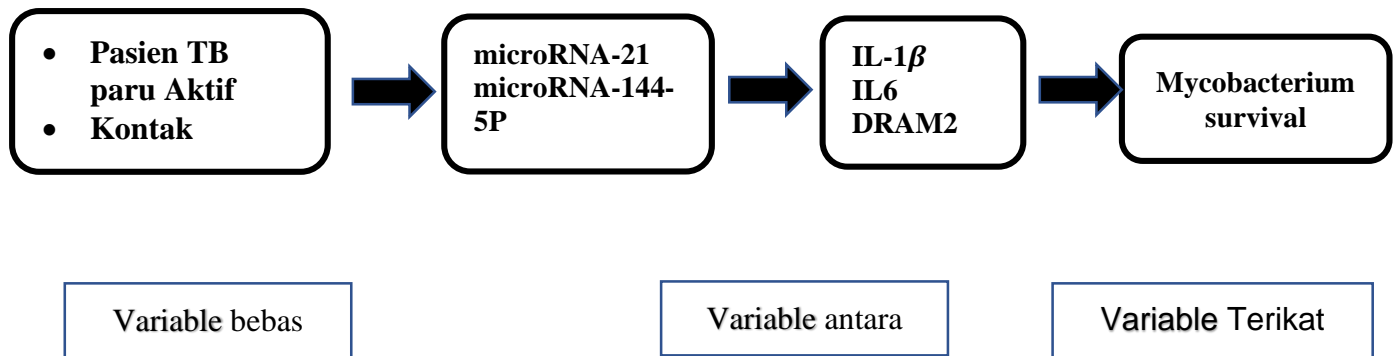 • Pasien TB
paru Aktif
• Kontak
microRNA-21
microRNA-144-
5P
IL-1β
IL6
DRAM2
Mycobacterium
survival
Variable bebas
Variable antara
Variable Terikat